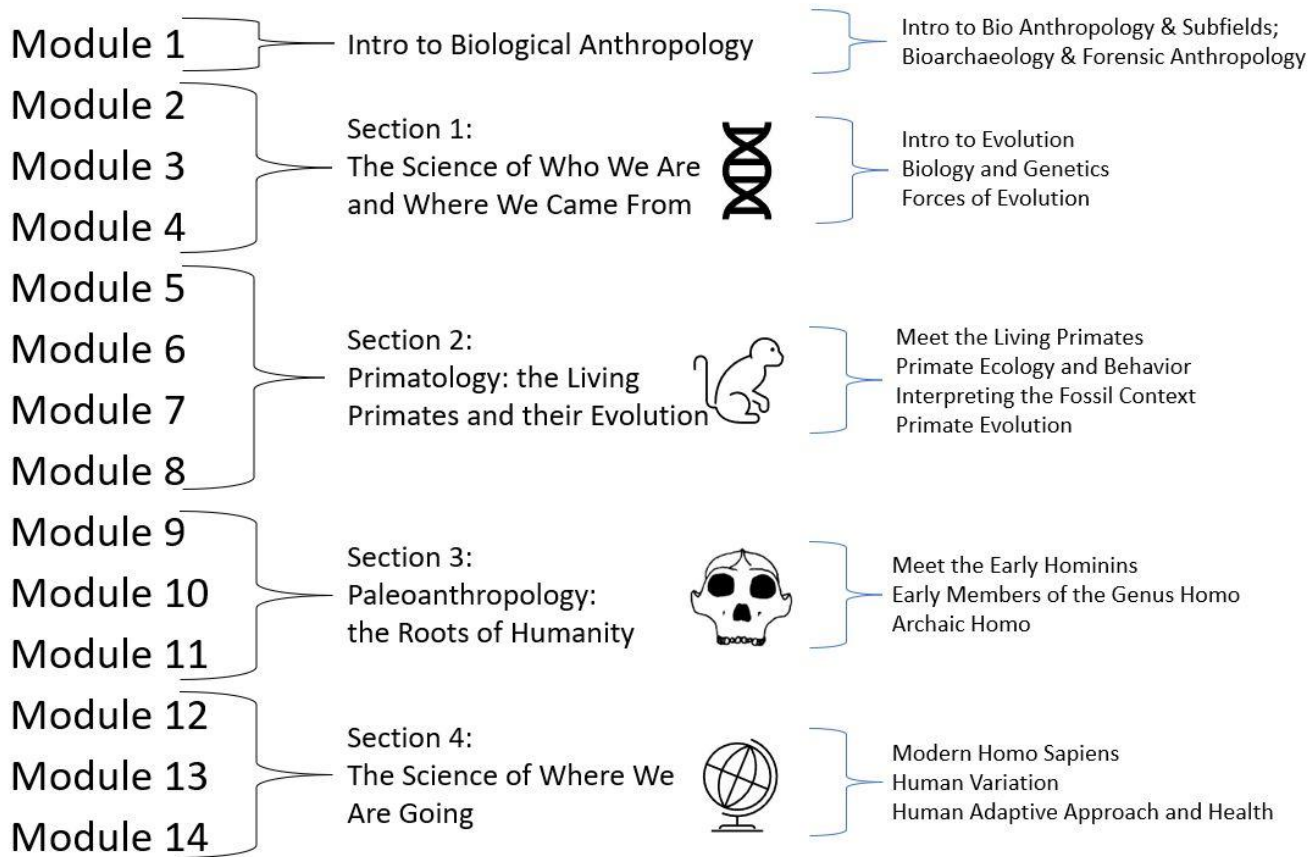 Module 1
Intro to Biological Anthropology
Intro to Bio Anthropology & Subfields;
Bioarchaeology & Forensic Anthropology
Module 2
Module 3
Module 4
Section 1:
The Science of Who We Are
and Where We Came From
Intro to Evolution
Biology and Genetics
Forces of Evolution
Module 5
Module 6
Module 7
Module 8
Section 2:
Primatology: the Living
Primates and their Evolution
Meet the Living Primates
Primate Ecology and Behavior
Interpreting the Fossil Context
Primate Evolution
Module 9
Module 10
Module 11
Section 3:
Paleoanthropology:
the Roots of Humanity
Meet the Early Hominins
Early Members of the Genus Homo
Archaic Homo
Module 12
Module 13
Module 14
Section 4:
The Science of Where We
Are Going
Modern Homo Sapiens
Human Variation
Human Adaptive Approach and Health